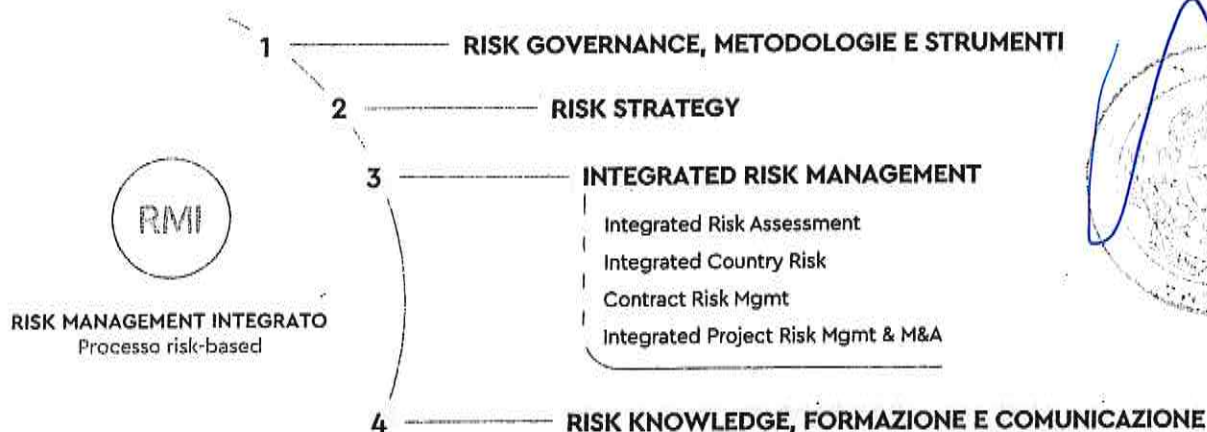 1 RISK GOVERNANCE, METODOLOGIE E STRUMENTI
2 RISK STRATEGY
3 INTEGRATED RISK MANAGEMENT
Integrated Risk Assessment
Integrated Country Risk
Contract Risk Mgmt
Integrated Project Risk Mgmt & M&A
RMI
RISK MANAGEMENT INTEGRATO
Processo risk-based
4 RISK KNOWLEDGE, FORMAZIONE E COMUNICAZIONE